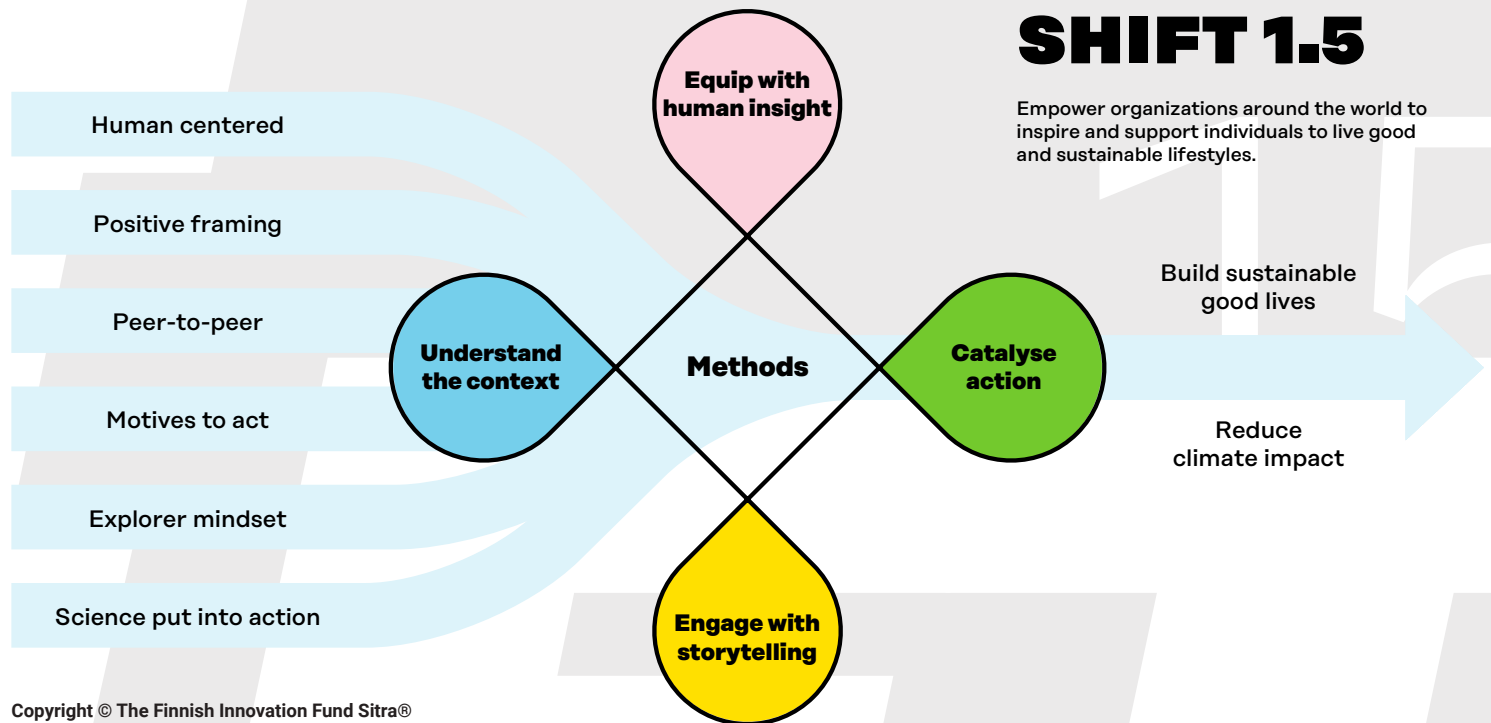 SHIFT 1.5
Empower organizations around the world to
inspire and support individuals to live good
and sustainable lifestyles.
Human centered
Positive framing
Peer-to-peer
Motives to act
Explorer mindset
Science put into action
Equip with
human insight
Understand
the context
Methods
Catalyse
action
Engage with
storytelling
Build sustainable
good lives
Reduce
climate impact
Copyright © The Finnish Innovation Fund Sitra®